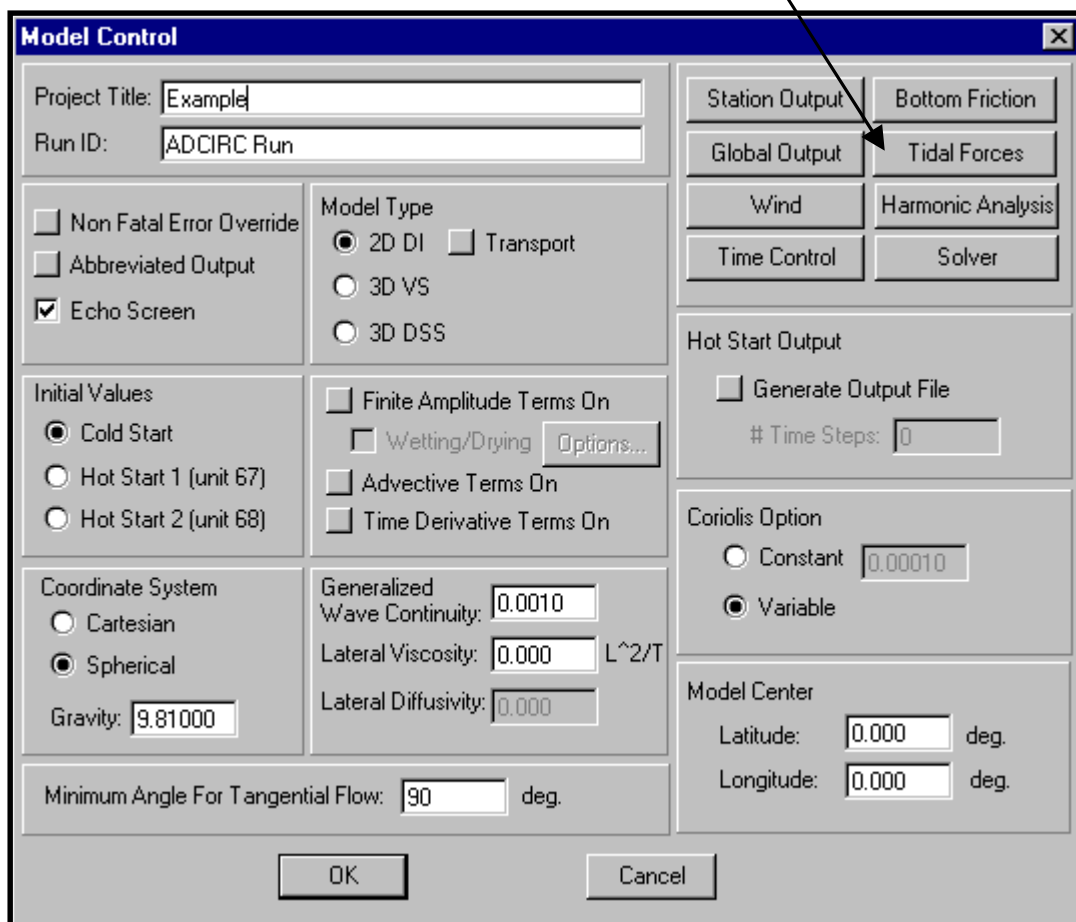 Model Control
Project Title: Example
Run ID: ADCIRC Run
Non Fatal Error Override
Abbreviated Output
Echo Screen
Model Type
2D DI Transport
3D VS
3D DSS
Station Output Bottom Friction
Global Output Tidal Forces
Wind Harmonic Analysis
Time Control Solver
Initial Values
Cold Start
Hot Start 1 (unit 67)
Hot Start 2 (unit 68)
Finite Amplitude Terms On
Wetting/Drying Options...
Advective Terms On
Time Derivative Terms On
Hot Start Output
Generate Output File
# Time Steps: 0
Coriolis Option
Constant 0.00010
Variable
Coordinate System
Cartesian
Spherical
Gravity: 9.81000
Generalized
Wave Continuity: 0.0010
Lateral Viscosity: 0.000 L^2/T
Lateral Diffusivity: 0.000
Model Center
Latitude: 0.000 deg.
Longitude: 0.000 deg.
Minimum Angle For Tangential Flow: 90 deg.
OK Cancel